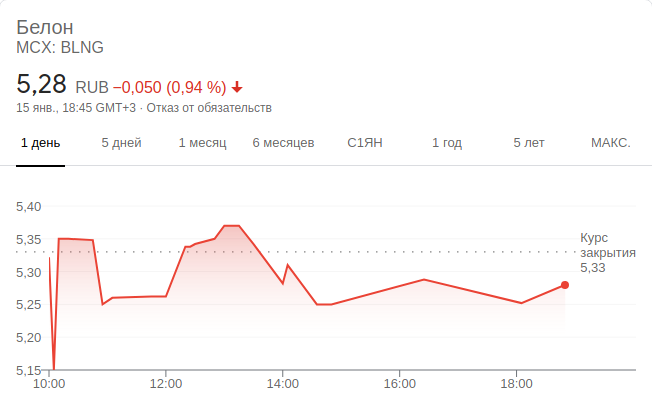 Белон
MCX: BLNG
5,28 RUB −0,050 (0,94 %)
15 янв., 18:45 GMT+3 · Отказ от обязательств
1 день 5 дней 1 месяц 6 месяцев С1ЯН 1 год 5 лет МАКС.
5,40
5,35
5,30
5,25
5,20
5,15
Курс
закрытия
5,33
10:00 12:00 14:00 16:00 18:00